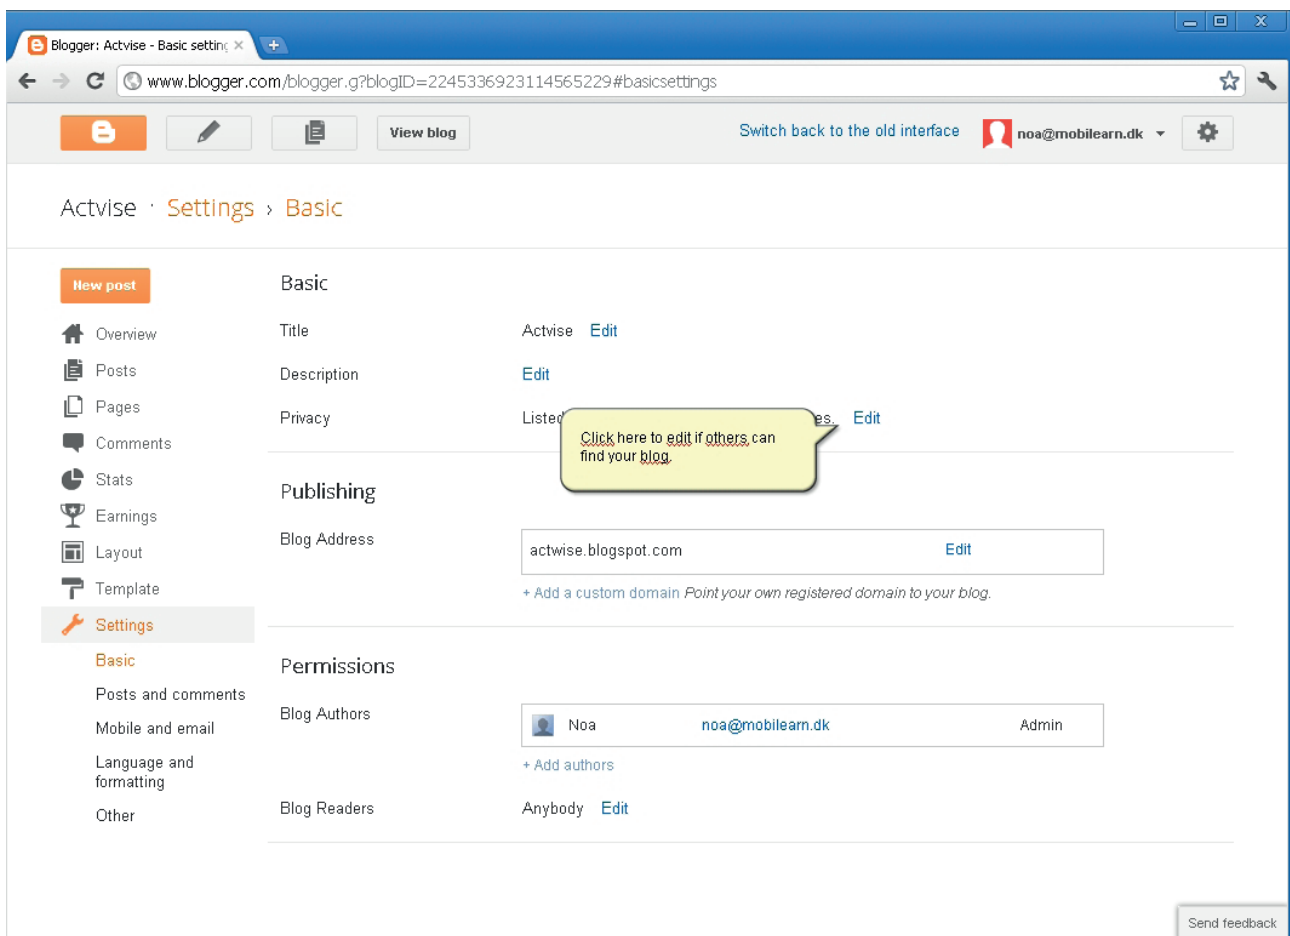 Blogger: Actvise - Basic setting
www.blogger.com/blogger.g?blogID=2245336923114565229#basicsettings
View blog
Switch back to the old interface
noa@mobilearn.dk
Actvise · Settings › Basic
New post
Overview
Posts
Pages
Comments
Stats
Earnings
Layout
Template
Settings
Basic
Posts and comments
Mobile and email
Language and
formatting
Other
Basic
Title Actvise Edit
Description Edit
Privacy Listed es. Edit
Click here to edit if others can
find your blog.
Publishing
Blog Address
actwise.blogspot.com Edit
+ Add a custom domain Point your own registered domain to your blog.
Permissions
Blog Authors
Noa noa@mobilearn.dk Admin
+ Add authors
Blog Readers Anybody Edit
Send feedback